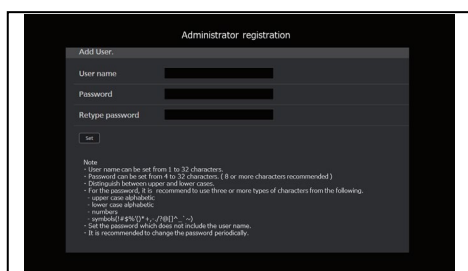 Administrator registration
Add User.
User name
Password
Retype password
Set
Note
- User name can be set from 1 to 32 characters.
- Password can be set from 4 to 32 characters. ( 8 or more characters recommended )
- Distinguish between upper and lower cases.
- For the password, it is recommend to use three or more types of characters from the following.
- upper case alphabetic
- lower case alphabetic
- numbers
- symbols(!#$%'()*+,-./?@[]^_`~)
- Set the password which does not include the user name.
- It is recommended to change the password periodically.